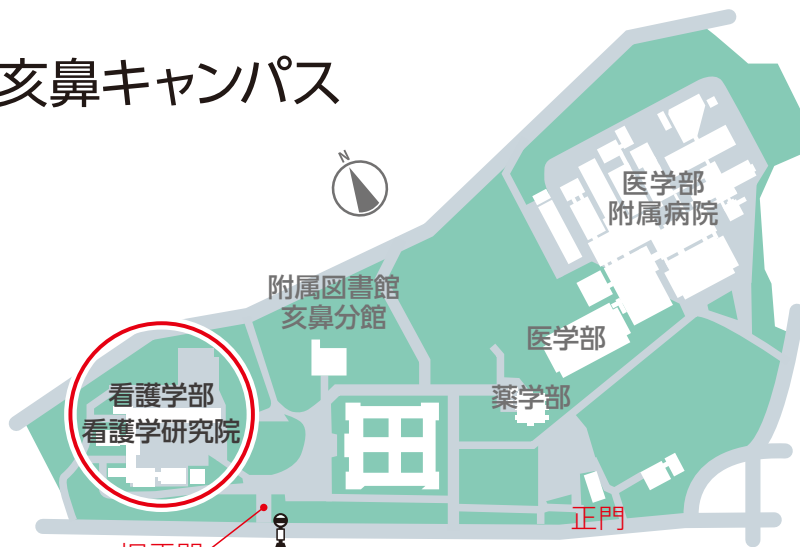 亥鼻キャンパス
N
医学部
附属病院
附属図書館
亥鼻分館
医学部
薬学部
看護学部
看護学研究院
正門